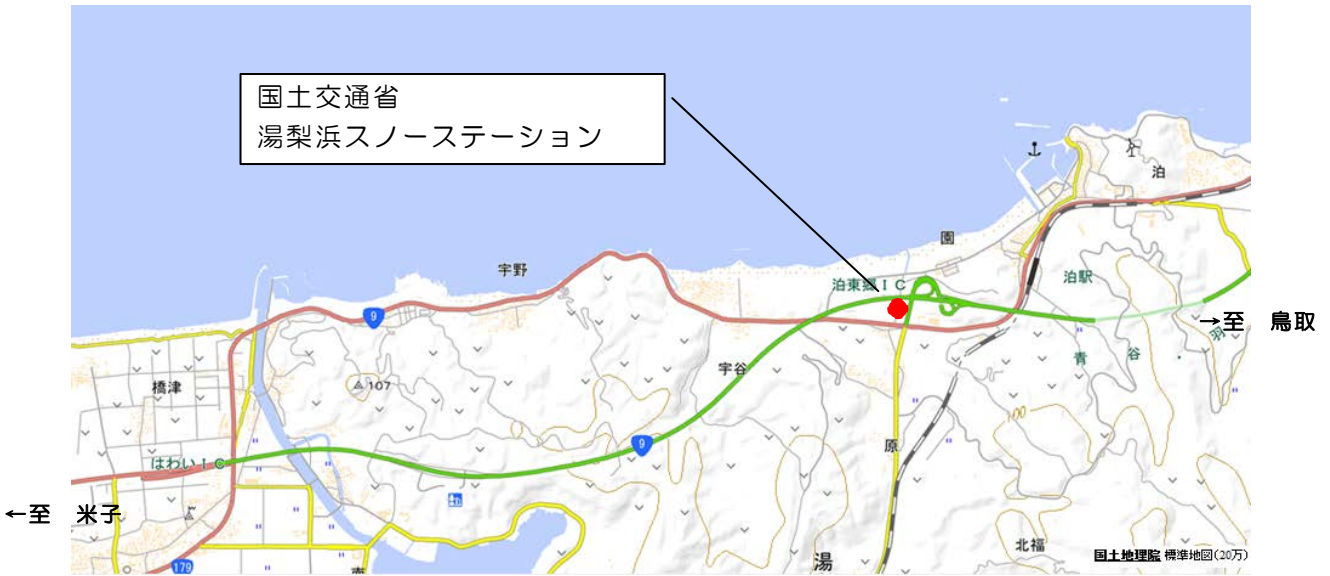 国土交通省
湯梨浜スノーステーション
泊
園
宇野
泊東郷IC
泊駅
9
→至 鳥取
羽
青 谷
宇谷
橋津
107
100
9
原
はわいIC
←至 米子
北福
国土地理院 標準地図(20万)
湯
179